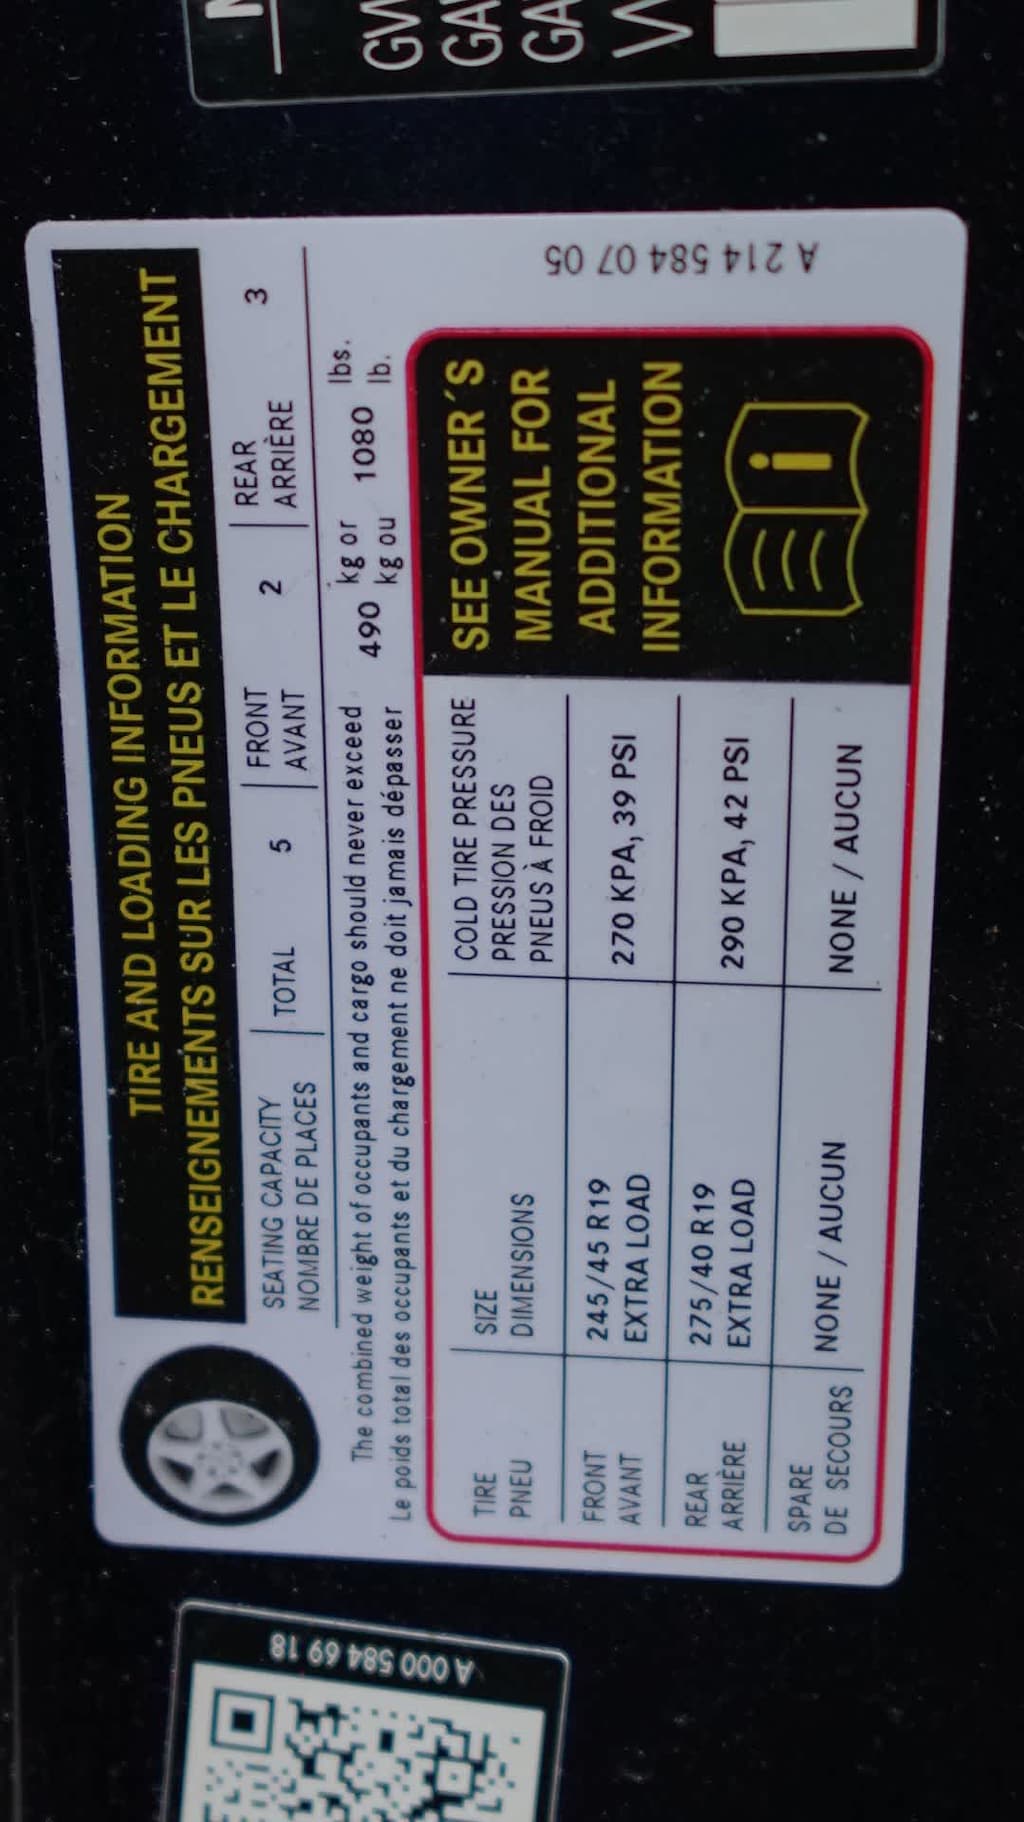 TIRE AND LOADING INFORMATION
RENSEIGNEMENTS SUR LES PNEUS ET LE CHARGEMENT
SEATING CAPACITY
NOMBRE DE PLACES
TOTAL 5
FRONT
AVANT
2
REAR
ARRIÈRE
3
The combined weight of occupants and cargo should never exceed
Le poids total des occupants et du chargement ne doit jamais dépasser
490
kg or
kg ou
1080
lbs.
lb.
TIRE
PNEU
SIZE
DIMENSIONS
COLD TIRE PRESSURE
PRESSION DES
PNEUS À FROID
FRONT
AVANT
245/45 R19
EXTRA LOAD
270 KPA, 39 PSI
REAR
ARRIÈRE
275/40 R19
EXTRA LOAD
290 KPA, 42 PSI
SPARE
DE SECOURS
NONE / AUCUN
NONE / AUCUN
SEE OWNER´S
MANUAL FOR
ADDITIONAL
INFORMATION
i
A 214 584 07 05
A 000 584 69 18